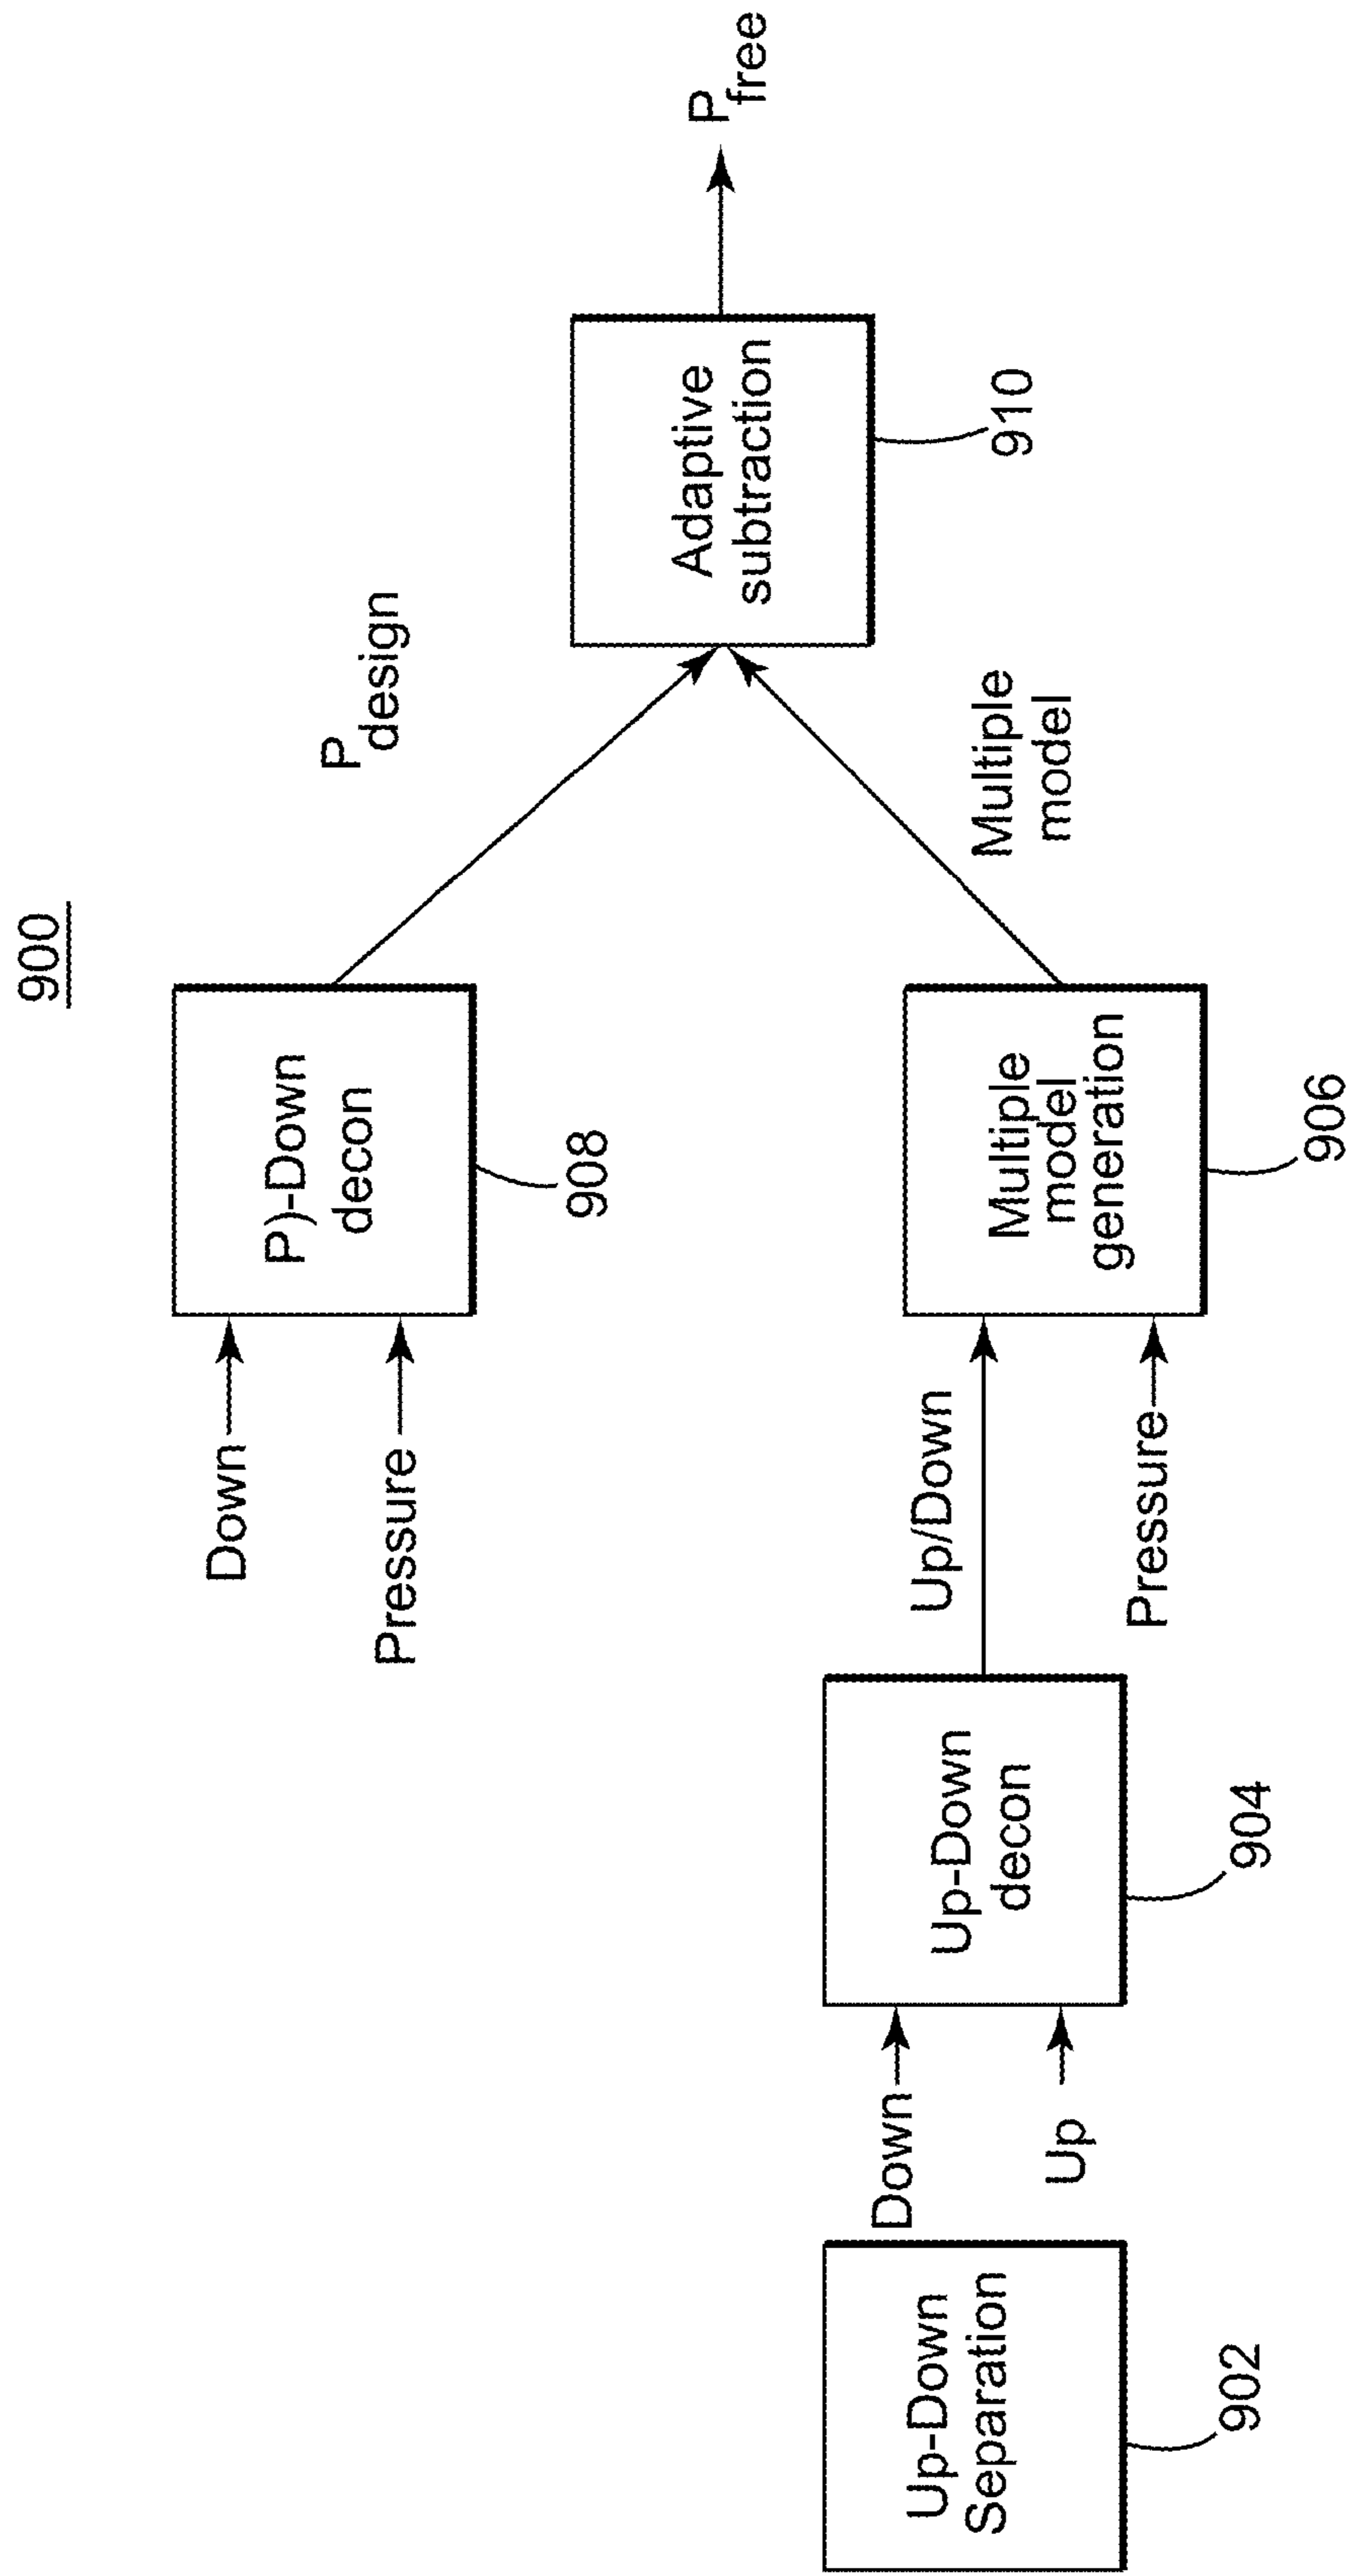 900
Down
Pressure
P)-Down
decon
908
P
design
Up-Down
Separation
902
Down
Up
Up-Down
decon
904
Up/Down
Pressure
Multiple
model
generation
906
Multiple
model
Adaptive
subtraction
910
P
free